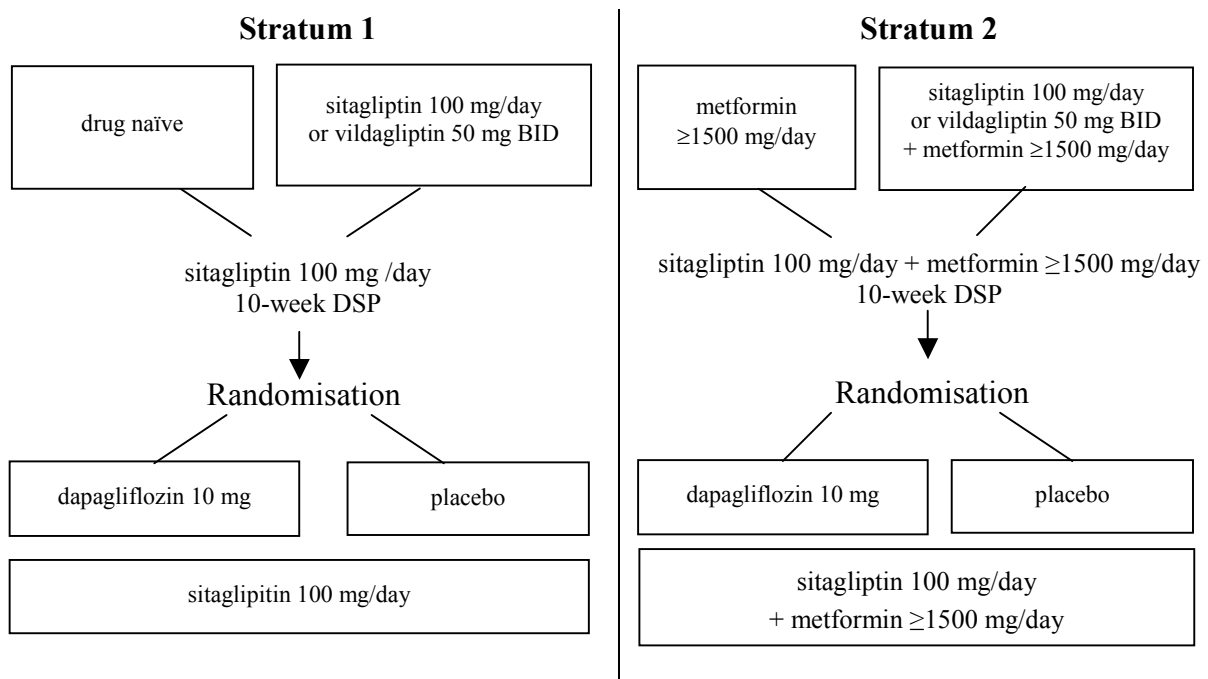 Stratum 1
drug naïve
sitagliptin 100 mg/day
or vildagliptin 50 mg BID
sitagliptin 100 mg /day
10-week DSP
Randomisation
dapagliflozin 10 mg
placebo
sitaglipitin 100 mg/day
Stratum 2
metformin
≥1500 mg/day
sitagliptin 100 mg/day
or vildagliptin 50 mg BID
+ metformin ≥1500 mg/day
sitagliptin 100 mg/day + metformin ≥1500 mg/day
10-week DSP
Randomisation
dapagliflozin 10 mg
placebo
sitagliptin 100 mg/day
+ metformin ≥1500 mg/day